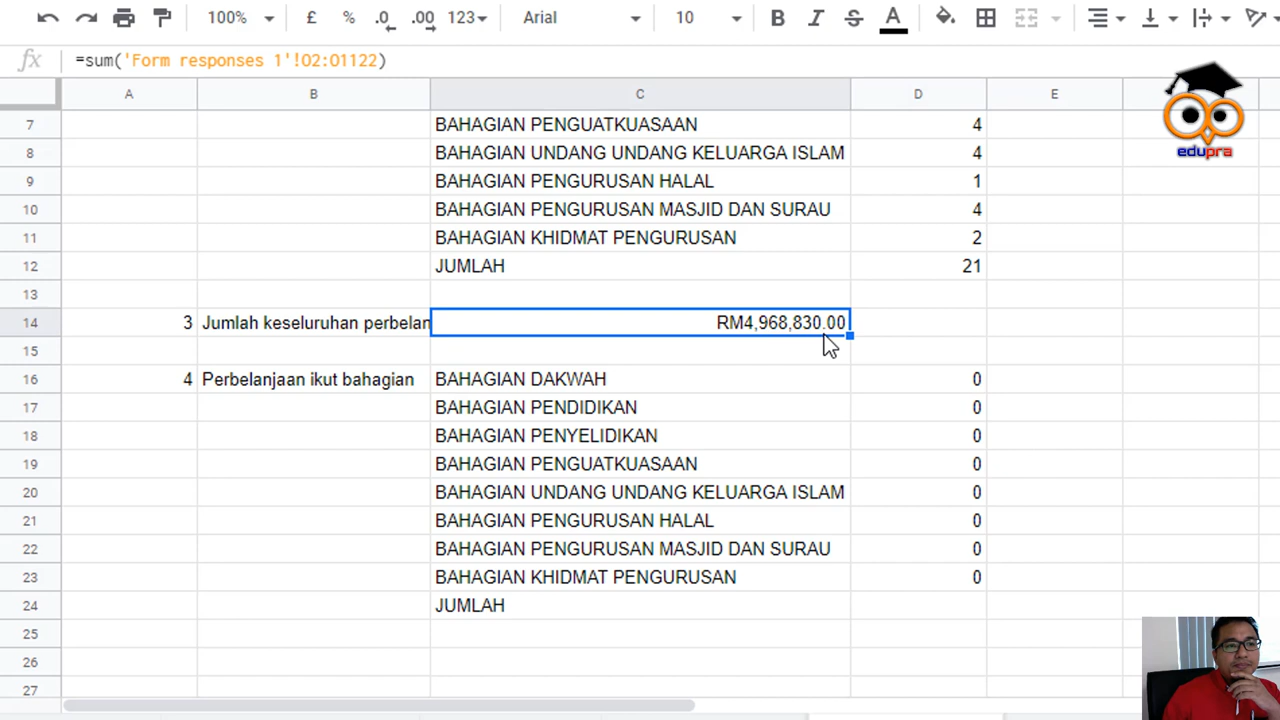 100% £ % .0 .00 123 Arial 10 B I S A
fx =sum('Form responses 1'!O2:O1122)
A B C D E
7 BAHAGIAN PENGUATKUASAAN 4
8 BAHAGIAN UNDANG UNDANG KELUARGA ISLAM 4
9 BAHAGIAN PENGURUSAN HALAL 1
10 BAHAGIAN PENGURUSAN MASJID DAN SURAU 4
11 BAHAGIAN KHIDMAT PENGURUSAN 2
12 JUMLAH 21
13
14 3 Jumlah keseluruhan perbelan RM4,968,830.00
15
16 4 Perbelanjaan ikut bahagian BAHAGIAN DAKWAH 0
17 BAHAGIAN PENDIDIKAN 0
18 BAHAGIAN PENYELIDIKAN 0
19 BAHAGIAN PENGUATKUASAAN 0
20 BAHAGIAN UNDANG UNDANG KELUARGA ISLAM 0
21 BAHAGIAN PENGURUSAN HALAL 0
22 BAHAGIAN PENGURUSAN MASJID DAN SURAU 0
23 BAHAGIAN KHIDMAT PENGURUSAN 0
24 JUMLAH
25
26
27
edupra